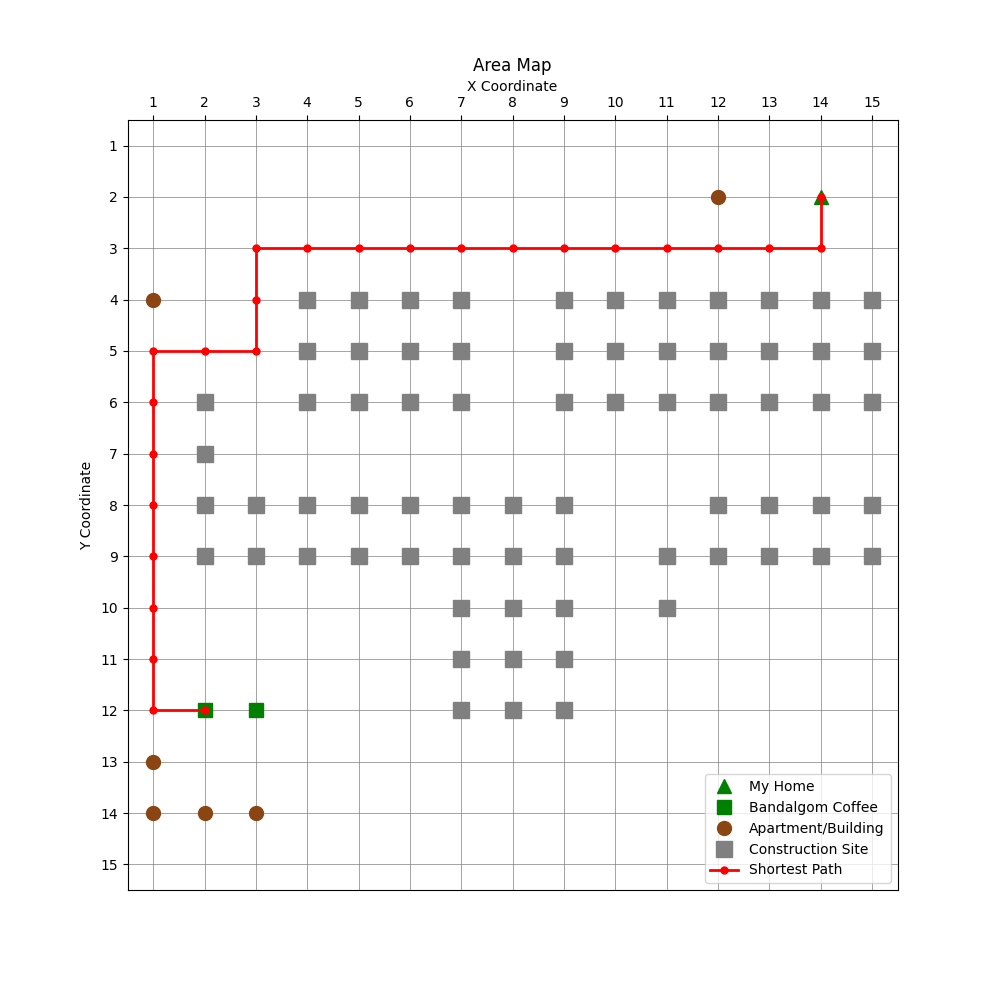 Area Map
X Coordinate
1 2 3 4 5 6 7 8 9 10 11 12 13 14 15
1
2
3
4
5
6
7
8
9
10
11
12
13
14
15
Y Coordinate
My Home
Bandalgom Coffee
Apartment/Building
Construction Site
Shortest Path